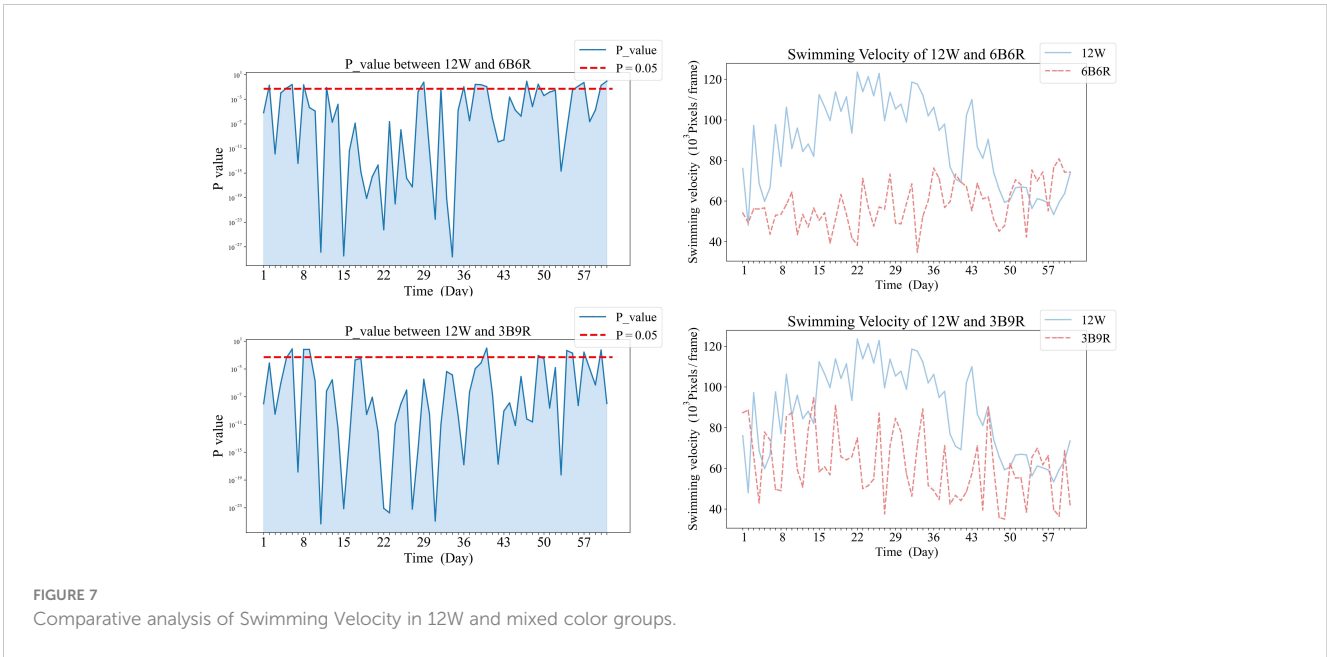 P_value
P = 0.05
P_value between 12W and 6B6R
P value
1 8 15 22 29 36 43 50 57
Time (Day)
12W
6B6R
Swimming Velocity of 12W and 6B6R
Swimming velocity (10³ Pixels / frame)
120
100
80
60
40
1 8 15 22 29 36 43 50 57
Time (Day)
P_value
P = 0.05
P_value between 12W and 3B9R
P value
1 8 15 22 29 36 43 50 57
Time (Day)
12W
3B9R
Swimming Velocity of 12W and 3B9R
Swimming velocity (10³ Pixels / frame)
120
100
80
60
40
1 8 15 22 29 36 43 50 57
Time (Day)
FIGURE 7
Comparative analysis of Swimming Velocity in 12W and mixed color groups.